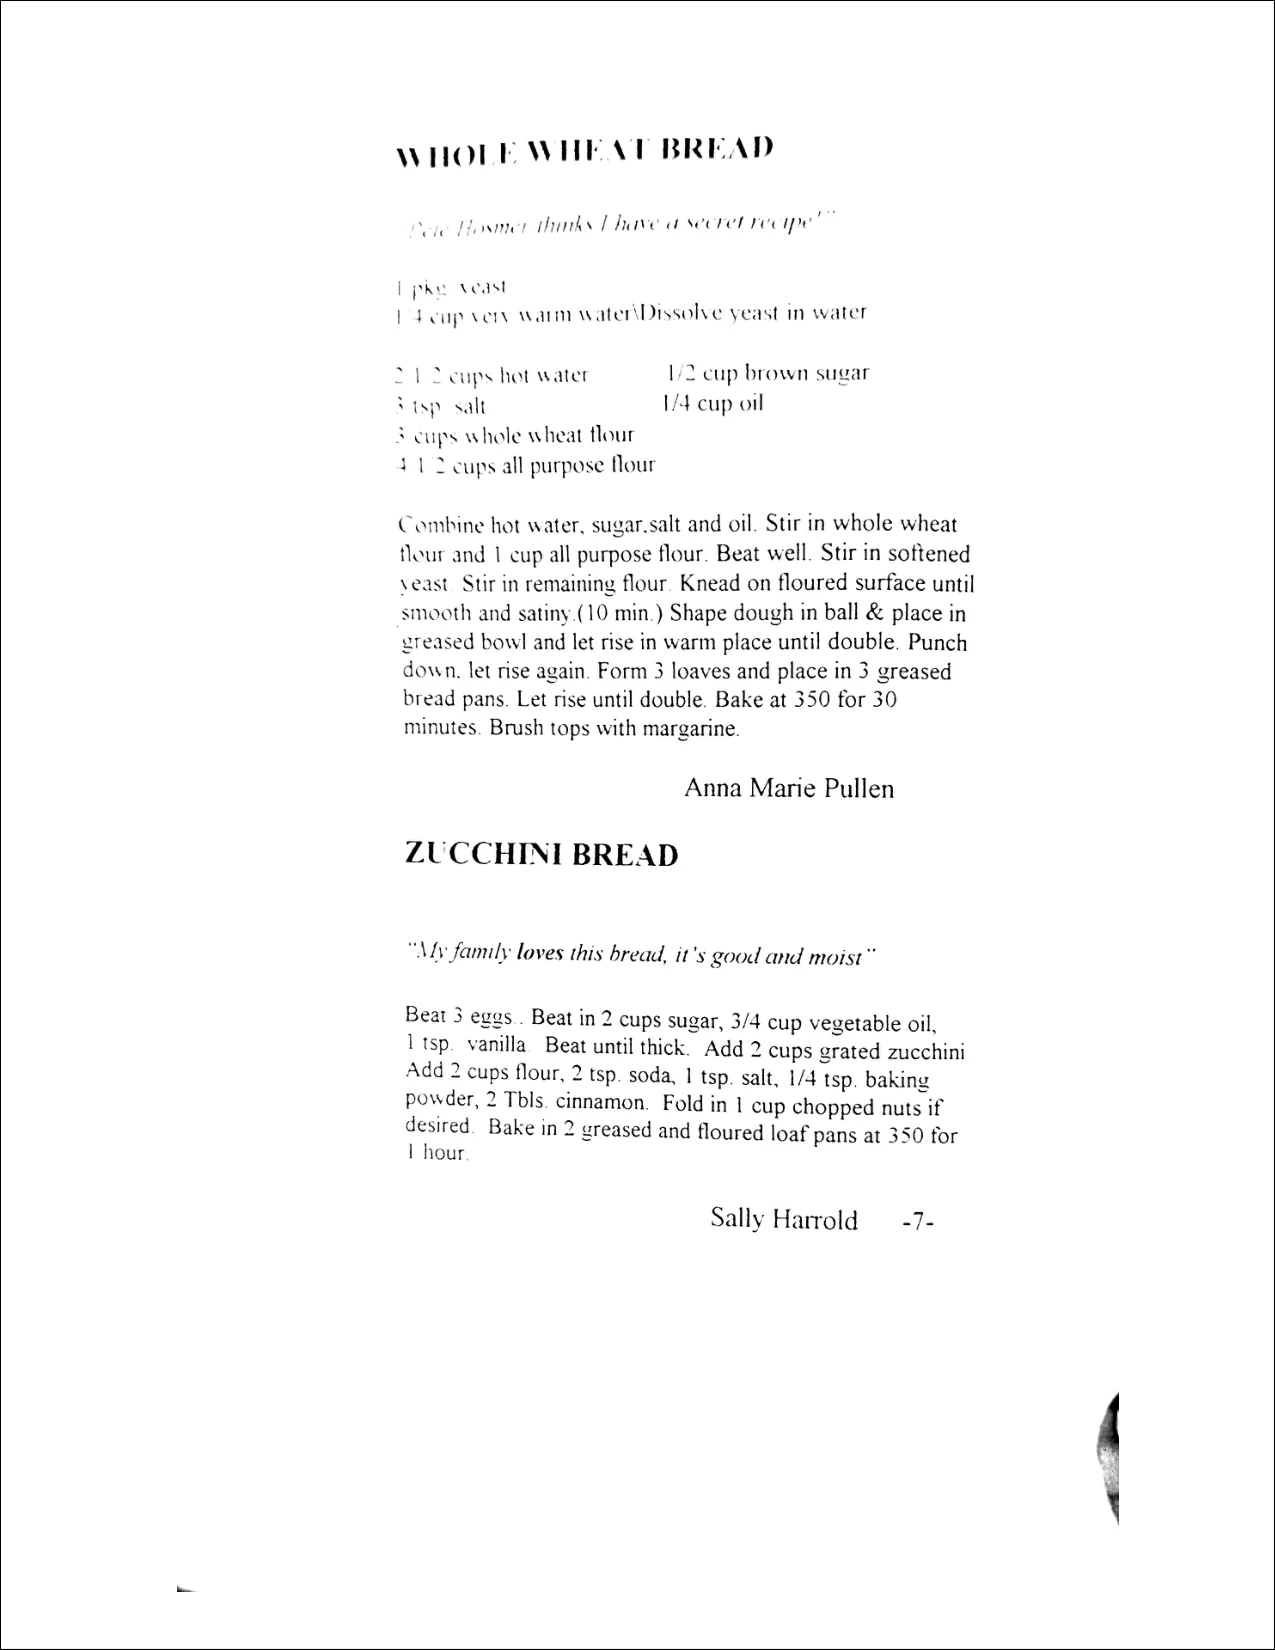 WHOLE WHEAT BREAD
"Pete Hosmer thinks I have a secret recipe!"
1 pkg. yeast
1/4 cup very warm water\Dissolve yeast in water
2 1/2 cups hot water 1/2 cup brown sugar
3 tsp. salt 1/4 cup oil
3 cups whole wheat flour
4 1/2 cups all purpose flour
Combine hot water, sugar,salt and oil. Stir in whole wheat
flour and 1 cup all purpose flour. Beat well. Stir in softened
yeast. Stir in remaining flour. Knead on floured surface until
smooth and satiny.(10 min.) Shape dough in ball & place in
greased bowl and let rise in warm place until double. Punch
down, let rise again. Form 3 loaves and place in 3 greased
bread pans. Let rise until double. Bake at 350 for 30
minutes. Brush tops with margarine.
Anna Marie Pullen
ZUCCHINI BREAD
"My family loves this bread, it's good and moist"
Beat 3 eggs.. Beat in 2 cups sugar, 3/4 cup vegetable oil,
1 tsp. vanilla Beat until thick. Add 2 cups grated zucchini
Add 2 cups flour, 2 tsp. soda, 1 tsp. salt, 1/4 tsp. baking
powder, 2 Tbls. cinnamon. Fold in 1 cup chopped nuts if
desired. Bake in 2 greased and floured loaf pans at 350 for
1 hour.
Sally Harrold -7-